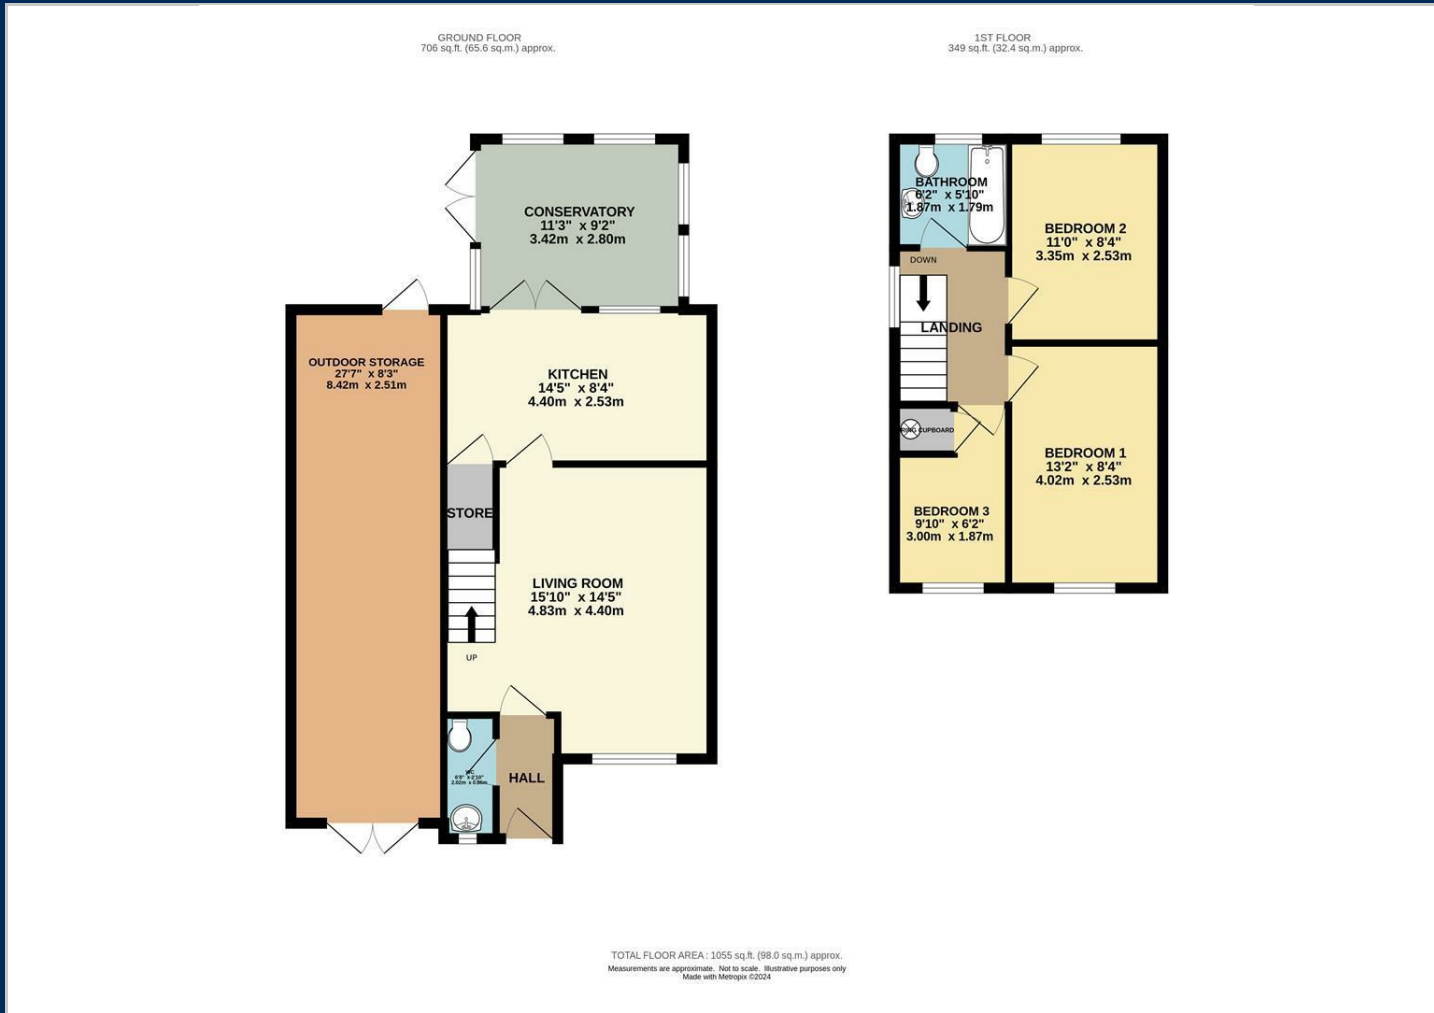 GROUND FLOOR
706 sq.ft. (65.6 sq.m.) approx.
1ST FLOOR
349 sq.ft. (32.4 sq.m.) approx.
CONSERVATORY
11'3" x 9'2"
3.42m x 2.80m
OUTDOOR STORAGE
27'7" x 8'3"
8.42m x 2.51m
KITCHEN
14'5" x 8'4"
4.40m x 2.53m
STORE
LIVING ROOM
15'10" x 14'5"
4.83m x 4.40m
UP
WC
HALL
BATHROOM
6'2" x 5'10"
1.87m x 1.79m
BEDROOM 2
11'0" x 8'4"
3.35m x 2.53m
DOWN
LANDING
CUPBOARD
BEDROOM 1
13'2" x 8'4"
4.02m x 2.53m
BEDROOM 3
9'10" x 6'2"
3.00m x 1.87m
TOTAL FLOOR AREA : 1055 sq.ft. (98.0 sq.m.) approx.
Measurements are approximate. Not to scale. Illustrative purposes only
Made with Metropix ©2024